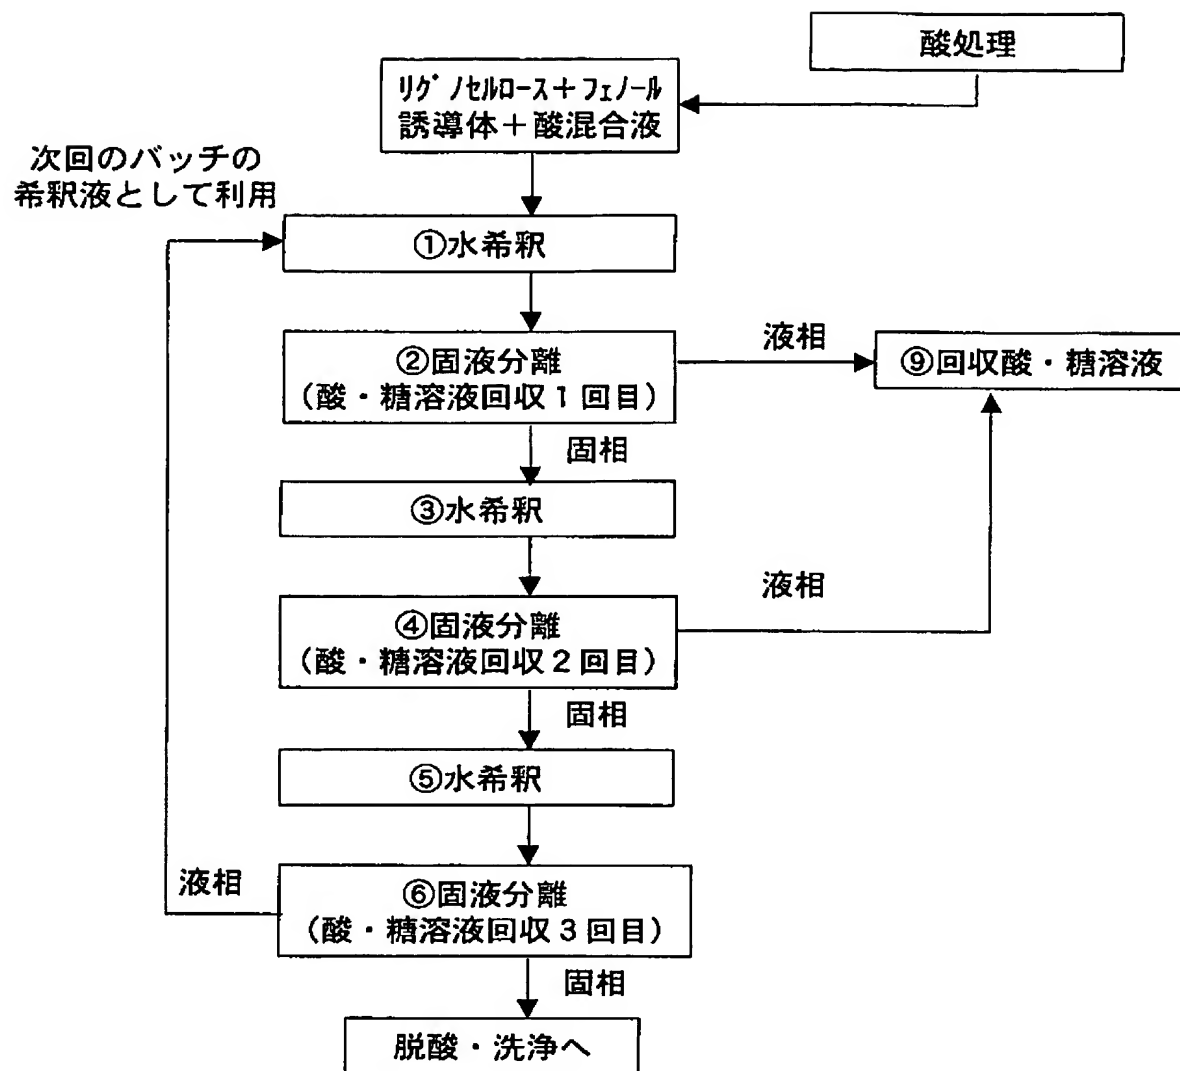 酸処理
リグノセルロース+フェノール
誘導体+酸混合液
次回のバッチの
希釈液として利用
①水希釈
②固液分離
(酸・糖溶液回収1回目)
液相
⑨回収酸・糖溶液
固相
③水希釈
④固液分離
(酸・糖溶液回収2回目)
液相
固相
⑤水希釈
液相
⑥固液分離
(酸・糖溶液回収3回目)
固相
脱酸・洗浄へ